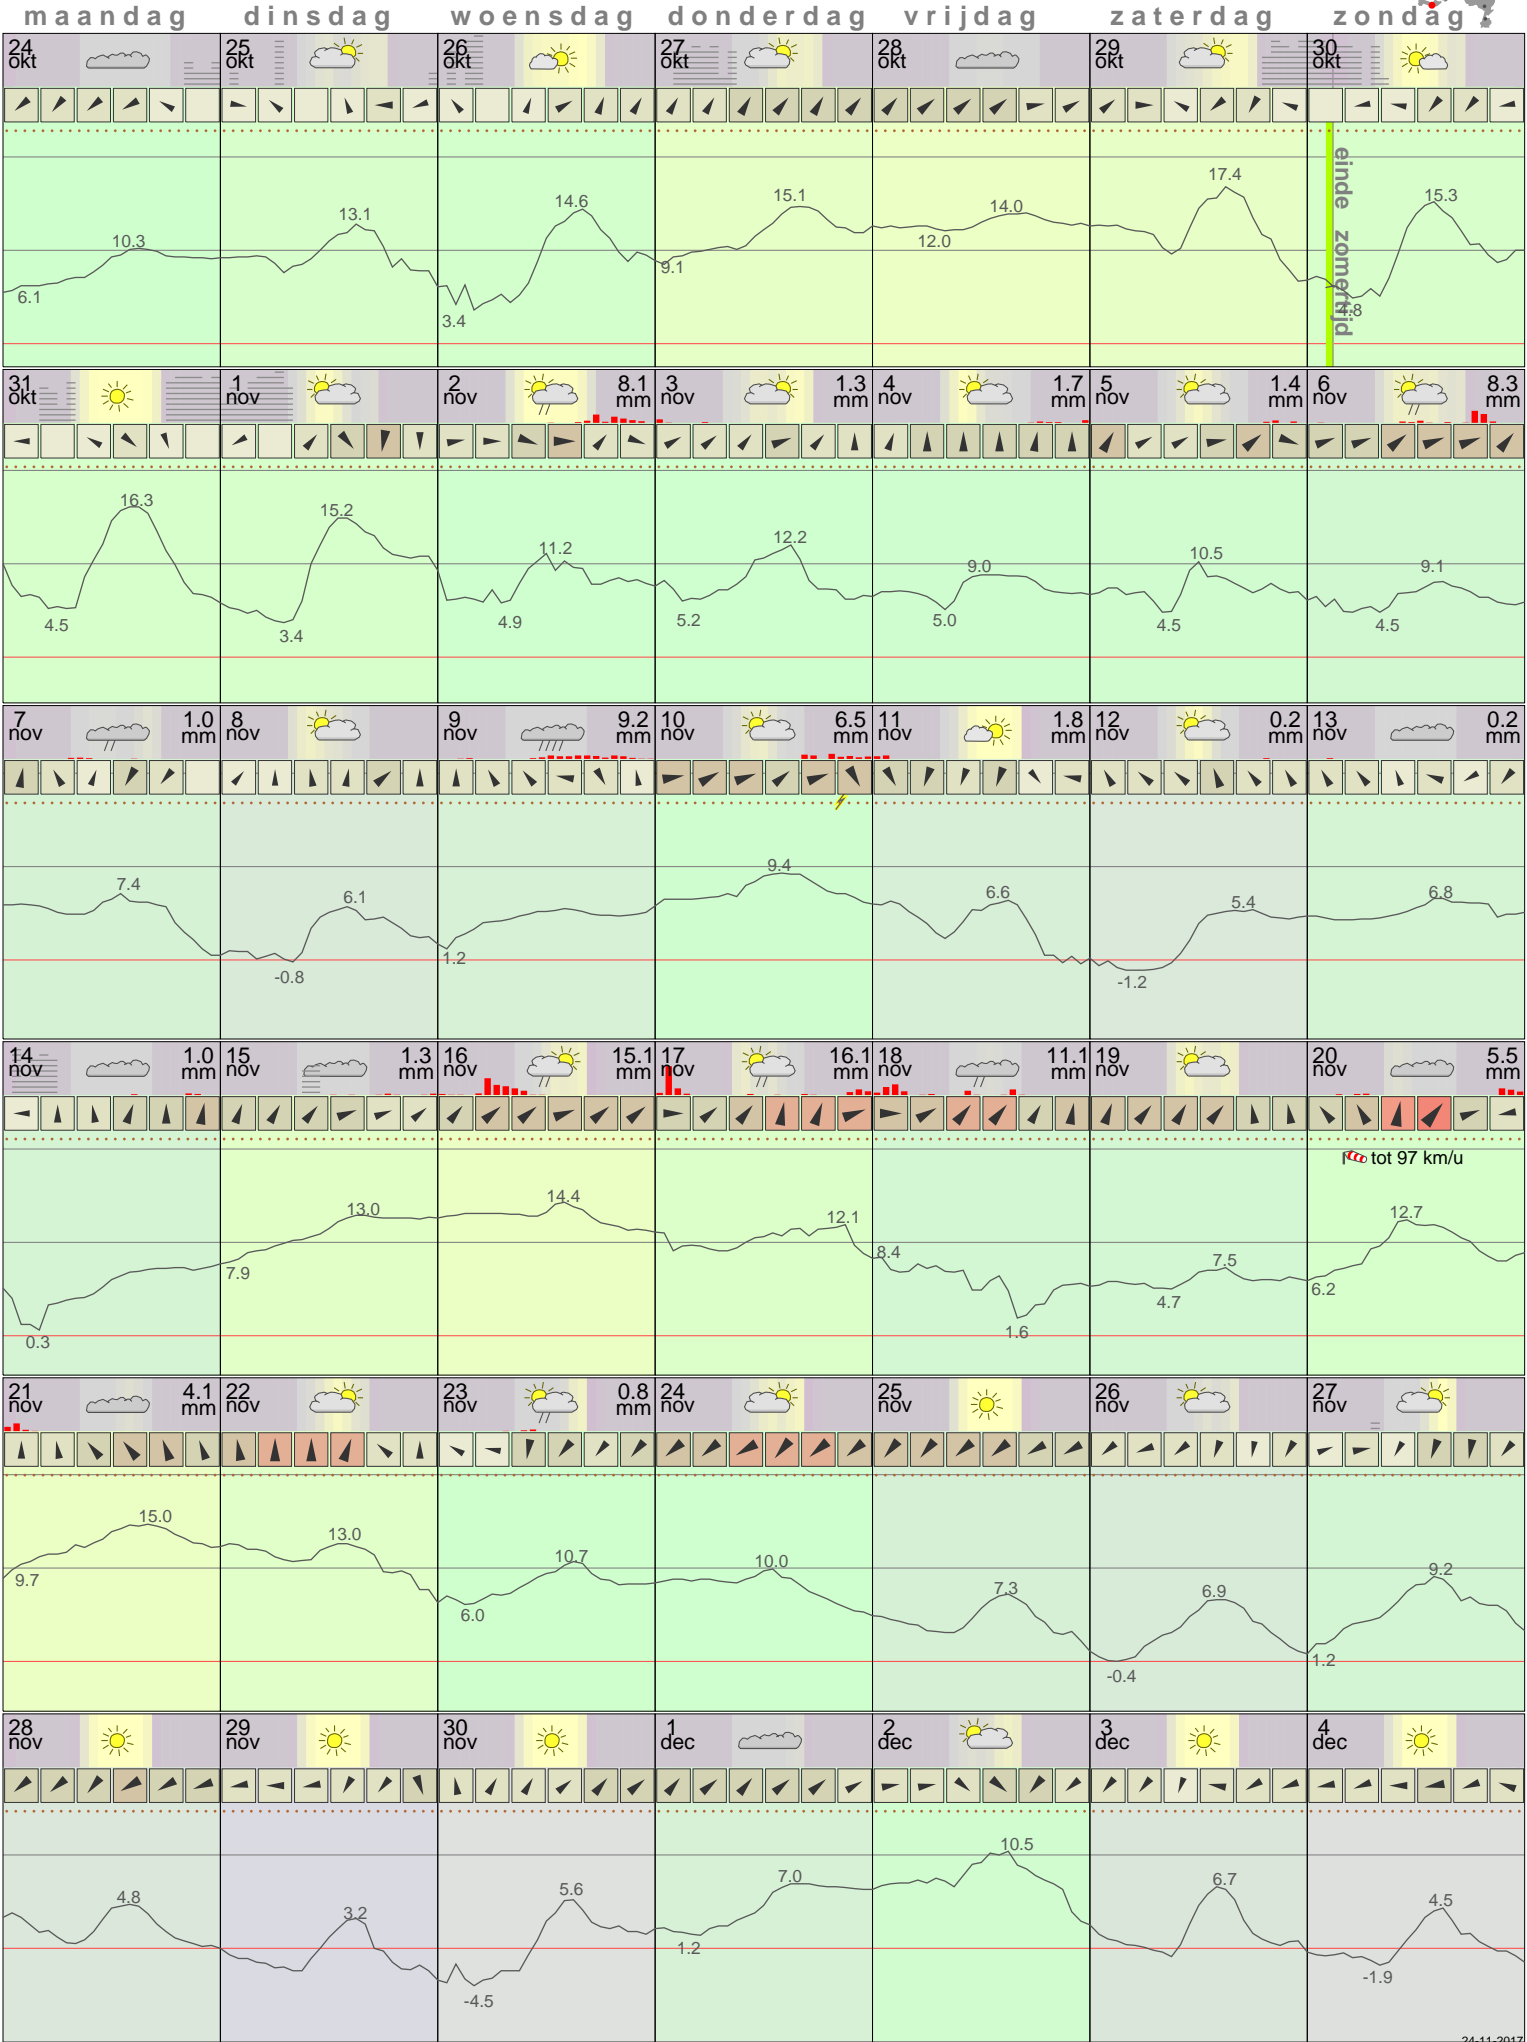 maandag dinsdag woensdag donderdag vrijdag zaterdag zondag
24 okt 25 okt 26 okt 27 okt 28 okt 29 okt 30 okt
10.3 6.1 13.1 14.6 3.4 15.1 9.1 14.0 12.0 17.4 15.3 4.8
einde zomertijd
31 okt 1 nov 2 nov 8.1 mm 3 nov 1.3 mm 4 nov 1.7 mm 5 nov 1.4 mm 6 nov 8.3 mm
16.3 4.5 15.2 3.4 11.2 4.9 12.2 5.2 9.0 5.0 10.5 4.5 9.1 4.5
7 nov 1.0 mm 8 nov 9 nov 9.2 mm 10 nov 6.5 mm 11 nov 1.8 mm 12 nov 0.2 mm 13 nov 0.2 mm
7.4 6.1 -0.8 1.2 9.4 6.6 5.4 -1.2 6.8
14 nov 1.0 mm 15 nov 1.3 mm 16 nov 15.1 mm 17 nov 16.1 mm 18 nov 11.1 mm 19 nov 20 nov 5.5 mm
tot 97 km/u
0.3 13.0 7.9 14.4 12.1 8.4 1.6 7.5 4.7 12.7 6.2
21 nov 4.1 mm 22 nov 23 nov 0.8 mm 24 nov 25 nov 26 nov 27 nov
15.0 9.7 13.0 10.7 6.0 10.0 7.3 6.9 -0.4 9.2 1.2
28 nov 29 nov 30 nov 1 dec 2 dec 3 dec 4 dec
4.8 3.2 5.6 -4.5 7.0 1.2 10.5 6.7 4.5 -1.9
24-11-2017